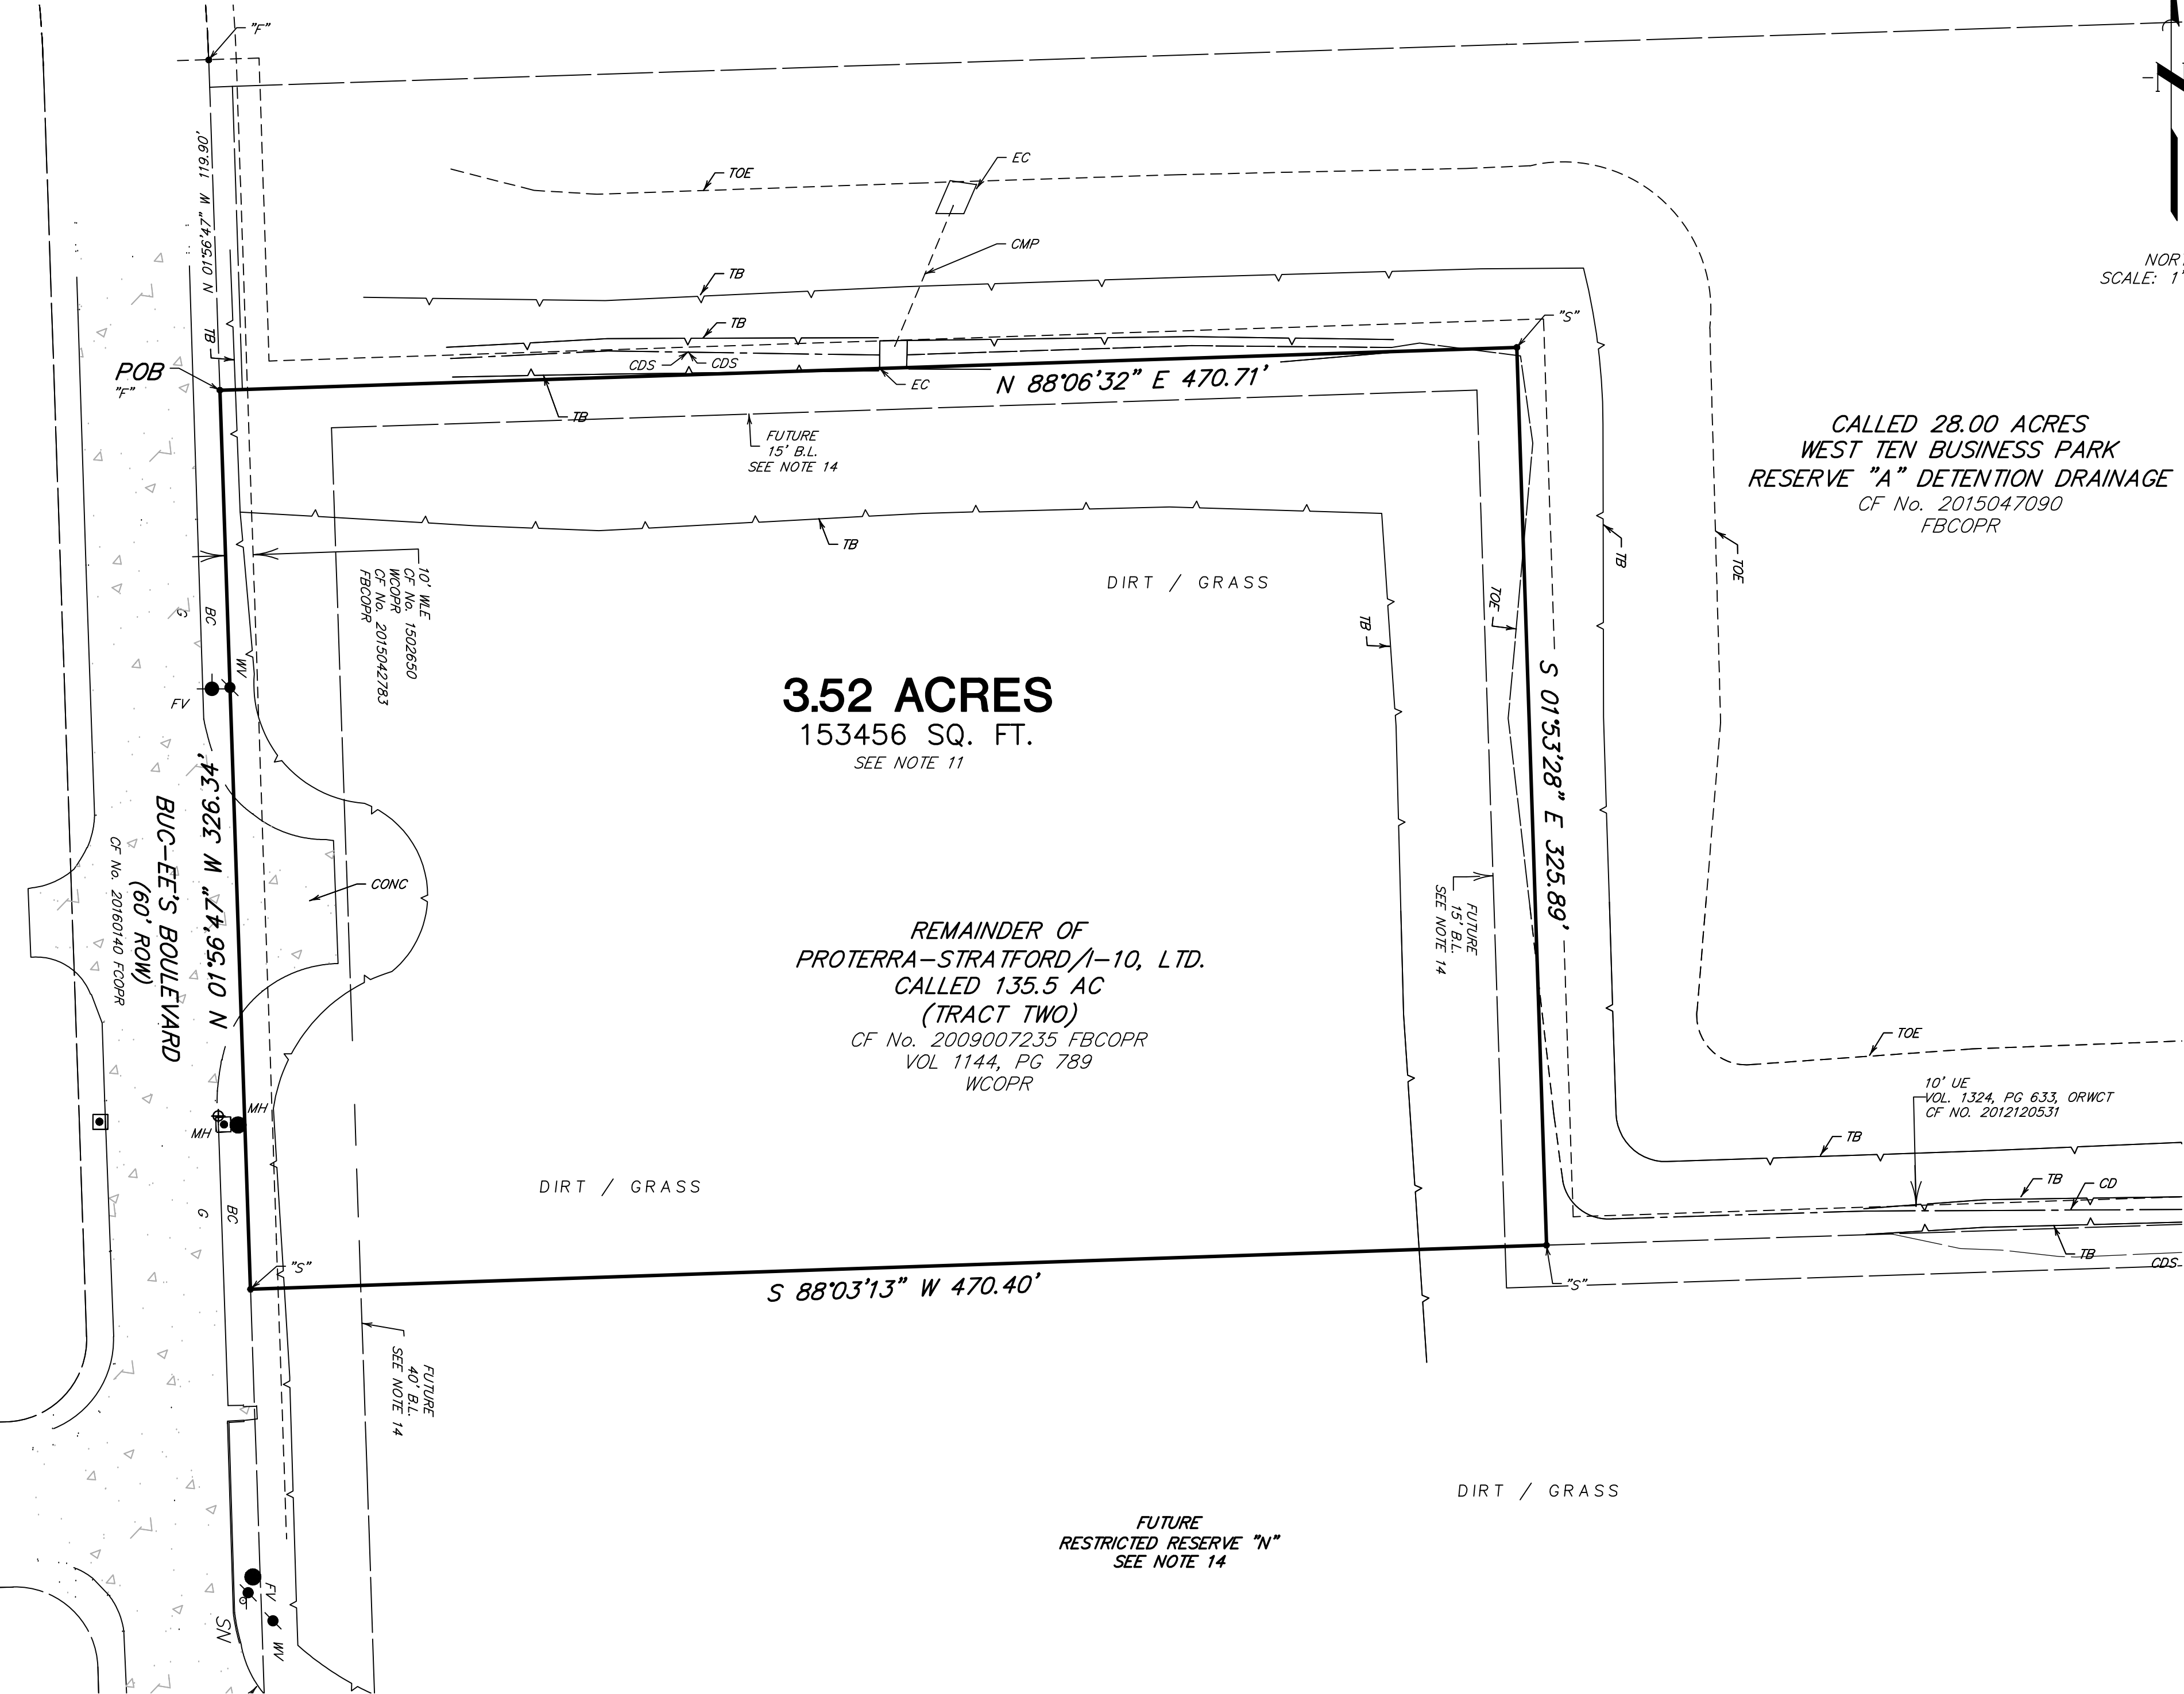 "F"
N 01°56'47" W 119.90'
TOE
EC
CMP
TB
TB
TB
CDS
CDS
EC
"S"
POB
"F"
N 88°06'32" E 470.71'
TB
FUTURE
15' B.L.
SEE NOTE 14
CALLED 28.00 ACRES
WEST TEN BUSINESS PARK
RESERVE "A" DETENTION DRAINAGE
CF No. 2015047090
FBCOPR
SCALE: 1"
TB
TB
TOE
10' WLE
CF No. 1502650
WCOPR
CF No. 2015042783
FBCOPR
DIRT / GRASS
TOE
TB
G
BC
WV
FV
3.52 ACRES
153456 SQ. FT.
SEE NOTE 11
S 01°53'28" E 325.89'
N 01°56'47" W 326.34'
BUC-EE'S BOULEVARD
(60' ROW)
CF No. 20160140 FCOPR
CONC
FUTURE
15' B.L.
SEE NOTE 14
REMAINDER OF
PROTERRA-STRATFORD/I-10, LTD.
CALLED 135.5 AC
(TRACT TWO)
CF No. 2009007235 FBCOPR
VOL 1144, PG 789
WCOPR
TOE
10' UE
VOL. 1324, PG 633, ORWCT
CF NO. 2012120531
MH
MH
TB
DIRT / GRASS
TB
CD
G
BC
TB
CDS
"S"
"S"
S 88°03'13" W 470.40'
FUTURE
40' B.L.
SEE NOTE 14
DIRT / GRASS
FUTURE
RESTRICTED RESERVE "N"
SEE NOTE 14
FV
SN
WV